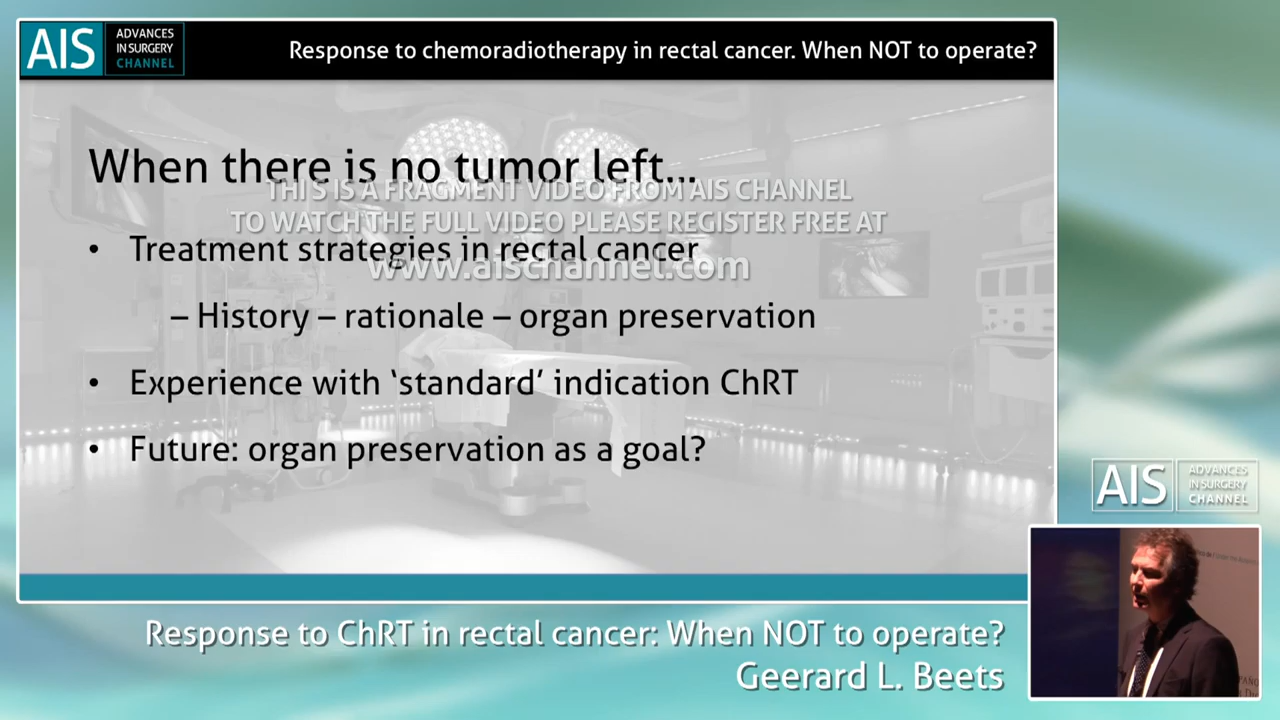 AIS
ADVANCES
IN SURGERY
CHANNEL
Response to chemoradiotherapy in rectal cancer. When NOT to operate?
When there is no tumor left...
THIS IS A FRAGMENT VIDEO FROM AIS CHANNEL
TO WATCH THE FULL VIDEO PLEASE REGISTER FREE AT
www.aischannel.com
• Treatment strategies in rectal cancer
– History – rationale – organ preservation
• Experience with ‘standard’ indication ChRT
• Future: organ preservation as a goal?
AIS
ADVANCES
IN SURGERY
CHANNEL
Response to ChRT in rectal cancer: When NOT to operate?
Geerard L. Beets